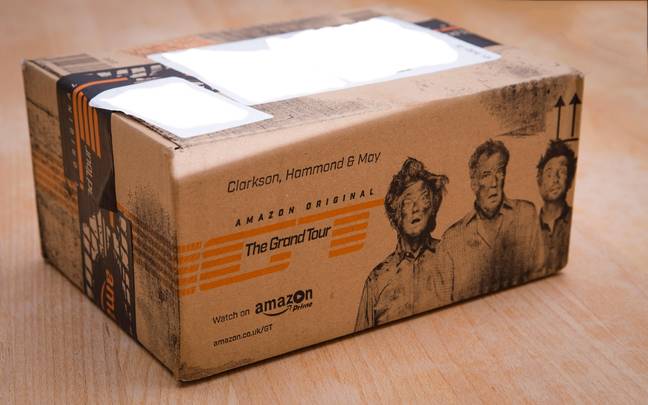 Clarkson, Hammond & May
AMAZON ORIGINAL
The Grand Tour
Watch on amazon Prime
amazon.co.uk/GT